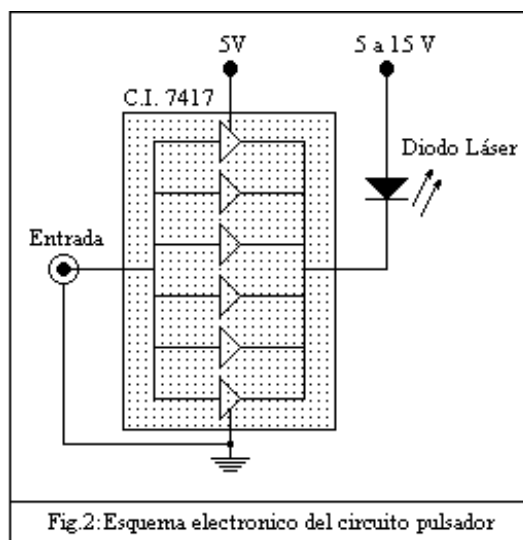 5V
5 a 15 V
C.I. 7417
Diodo Láser
Entrada
Fig.2:Esquema electronico del circuito pulsador